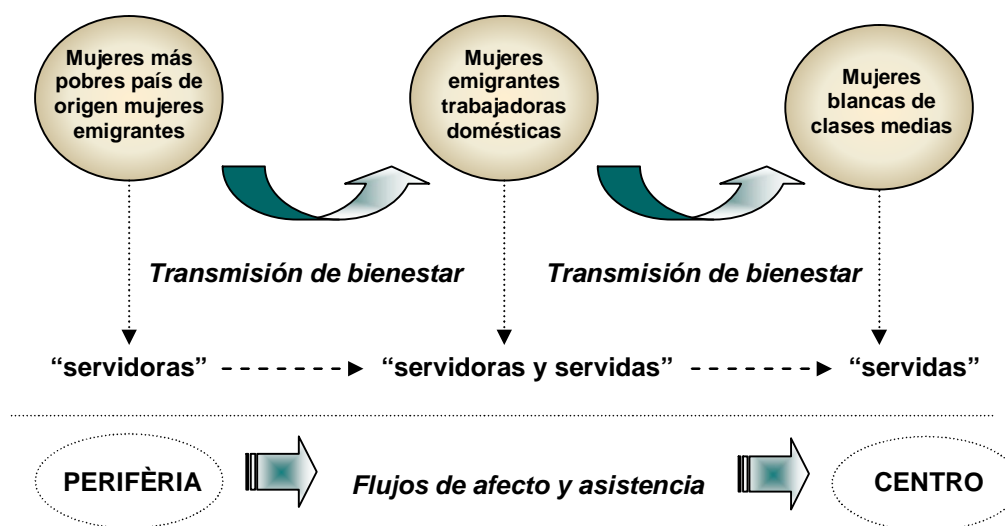 Mujeres más
pobres país de
origen mujeres
emigrantes
Mujeres
emigrantes
trabajadoras
domésticas
Mujeres
blancas de
clases medias
Transmisión de bienestar
Transmisión de bienestar
“servidoras”
“servidoras y servidas”
“servidas”
PERIFÈRIA
Flujos de afecto y asistencia
CENTRO